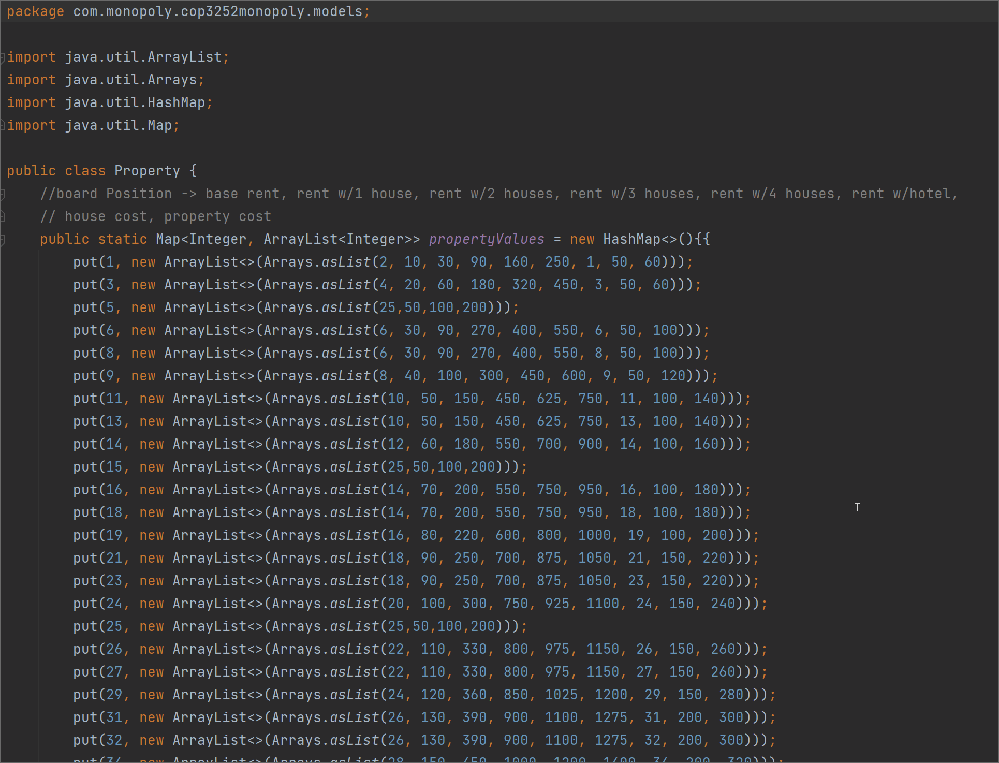 package com.monopoly.cop3252monopoly.models;
import java.util.ArrayList;
import java.util.Arrays;
import java.util.HashMap;
import java.util.Map;
public class Property {
//board Position -> base rent, rent w/1 house, rent w/2 houses, rent w/3 houses, rent w/4 houses, rent w/hotel,
// house cost, property cost
public static Map<Integer, ArrayList<Integer>> propertyValues = new HashMap<>(){{
put(1, new ArrayList<>(Arrays.asList(2, 10, 30, 90, 160, 250, 1, 50, 60)));
put(3, new ArrayList<>(Arrays.asList(4, 20, 60, 180, 320, 450, 3, 50, 60)));
put(5, new ArrayList<>(Arrays.asList(25,50,100,200)));
put(6, new ArrayList<>(Arrays.asList(6, 30, 90, 270, 400, 550, 6, 50, 100)));
put(8, new ArrayList<>(Arrays.asList(6, 30, 90, 270, 400, 550, 8, 50, 100)));
put(9, new ArrayList<>(Arrays.asList(8, 40, 100, 300, 450, 600, 9, 50, 120)));
put(11, new ArrayList<>(Arrays.asList(10, 50, 150, 450, 625, 750, 11, 100, 140)));
put(13, new ArrayList<>(Arrays.asList(10, 50, 150, 450, 625, 750, 13, 100, 140)));
put(14, new ArrayList<>(Arrays.asList(12, 60, 180, 550, 700, 900, 14, 100, 160)));
put(15, new ArrayList<>(Arrays.asList(25,50,100,200)));
put(16, new ArrayList<>(Arrays.asList(14, 70, 200, 550, 750, 950, 16, 100, 180)));
put(18, new ArrayList<>(Arrays.asList(14, 70, 200, 550, 750, 950, 18, 100, 180)));
put(19, new ArrayList<>(Arrays.asList(16, 80, 220, 600, 800, 1000, 19, 100, 200)));
put(21, new ArrayList<>(Arrays.asList(18, 90, 250, 700, 875, 1050, 21, 150, 220)));
put(23, new ArrayList<>(Arrays.asList(18, 90, 250, 700, 875, 1050, 23, 150, 220)));
put(24, new ArrayList<>(Arrays.asList(20, 100, 300, 750, 925, 1100, 24, 150, 240)));
put(25, new ArrayList<>(Arrays.asList(25,50,100,200)));
put(26, new ArrayList<>(Arrays.asList(22, 110, 330, 800, 975, 1150, 26, 150, 260)));
put(27, new ArrayList<>(Arrays.asList(22, 110, 330, 800, 975, 1150, 27, 150, 260)));
put(29, new ArrayList<>(Arrays.asList(24, 120, 360, 850, 1025, 1200, 29, 150, 280)));
put(31, new ArrayList<>(Arrays.asList(26, 130, 390, 900, 1100, 1275, 31, 200, 300)));
put(32, new ArrayList<>(Arrays.asList(26, 130, 390, 900, 1100, 1275, 32, 200, 300)));
put(34, new ArrayList<>(Arrays.asList(28, 150, 450, 1000, 1200, 1400, 34, 200, 320)));